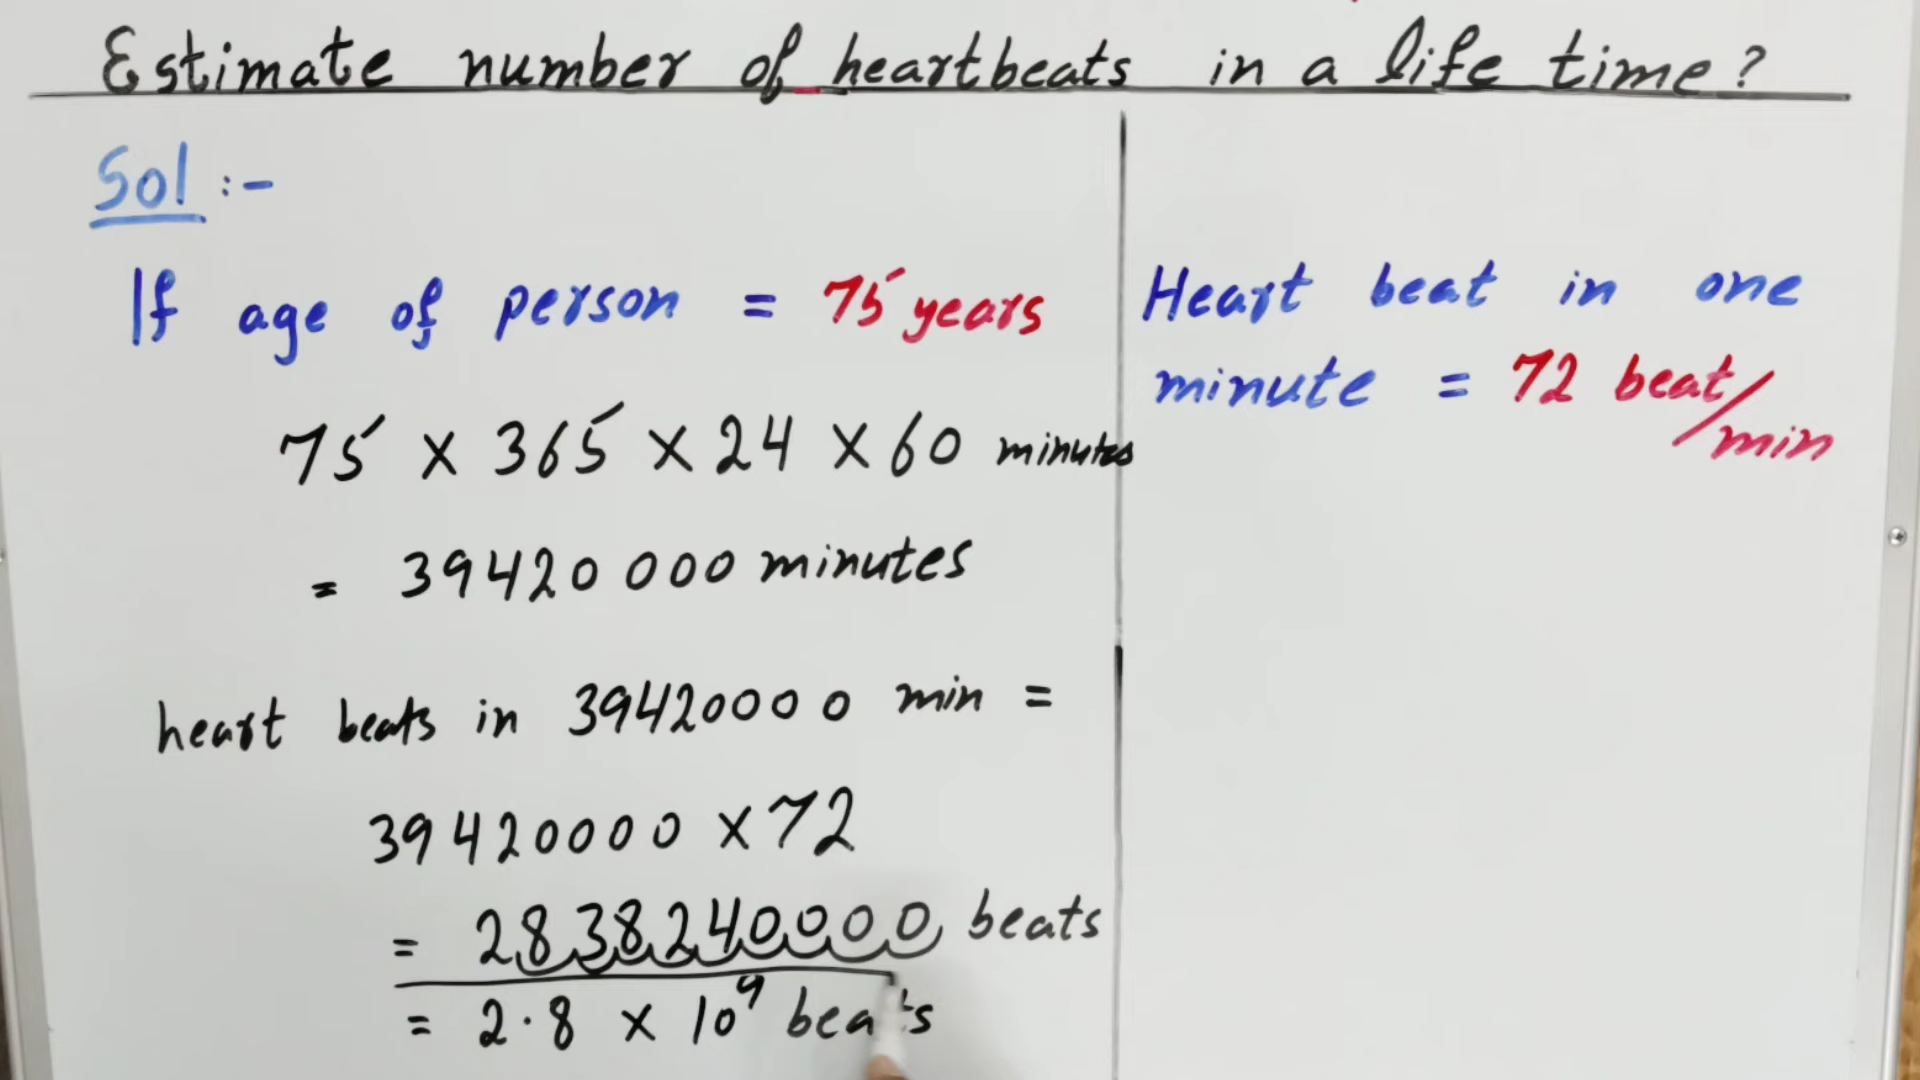 Estimate number of heartbeats in a life time?
Sol :-
If age of person = 75 years
75 × 365 × 24 × 60 minutes
= 39420 000 minutes
heart beats in 39420000 min =
39420000 × 72
= 2838240000 beats
= 2.8 × 10⁹ beats
Heart beat in one
minute = 72 beat/
min